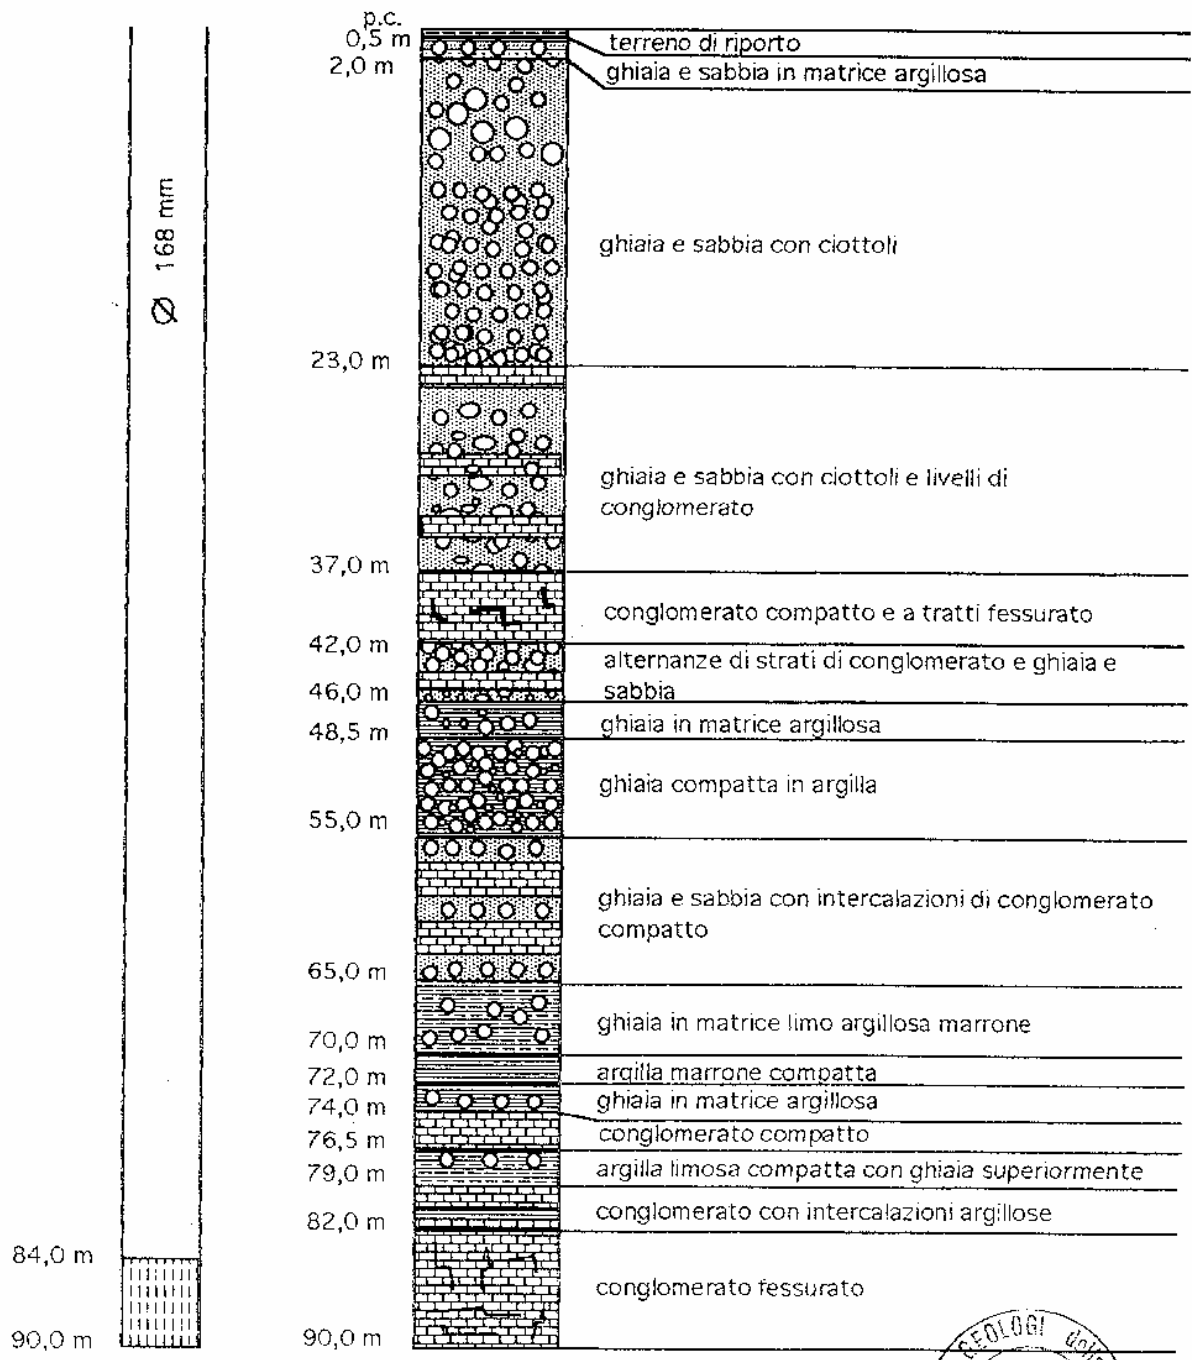 p.c.
0,5 m
terreno di riporto
2,0 m
ghiaia e sabbia in matrice argillosa
Ø 168 mm
ghiaia e sabbia con ciottoli
23,0 m
ghiaia e sabbia con ciottoli e livelli di
conglomerato
37,0 m
conglomerato compatto e a tratti fessurato
42,0 m
alternanze di strati di conglomerato e ghiaia e
sabbia
46,0 m
ghiaia in matrice argillosa
48,5 m
ghiaia compatta in argilla
55,0 m
ghiaia e sabbia con intercalazioni di conglomerato
compatto
65,0 m
ghiaia in matrice limo argillosa marrone
70,0 m
argilla marrone compatta
72,0 m
ghiaia in matrice argillosa
74,0 m
conglomerato compatto
76,5 m
argilla limosa compatta con ghiaia superiormente
79,0 m
conglomerato con intercalazioni argillose
82,0 m
84,0 m
conglomerato fessurato
90,0 m
90,0 m
GEOLOGI